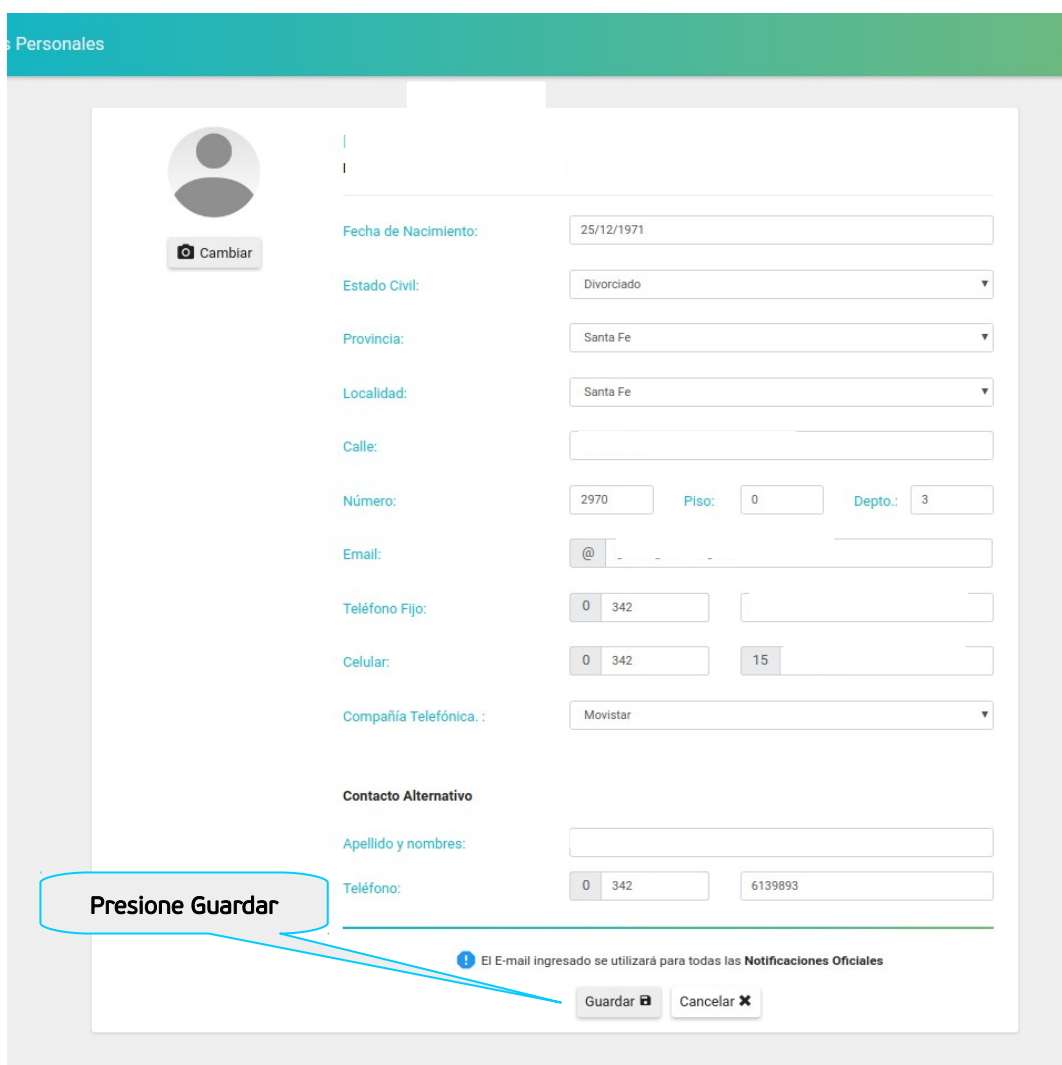 s Personales
Cambiar
Fecha de Nacimiento: 25/12/1971
Estado Civil: Divorciado
Provincia: Santa Fe
Localidad: Santa Fe
Calle:
Número: 2970 Piso: 0 Depto.: 3
Email: @
Teléfono Fijo: 0 342
Celular: 0 342 15
Compañía Telefónica. : Movistar
Contacto Alternativo
Apellido y nombres:
Teléfono: 0 342 6139893
Presione Guardar
El E-mail ingresado se utilizará para todas las Notificaciones Oficiales
Guardar Cancelar